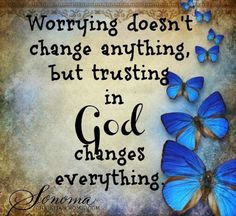 Worrying doesn't
change anything,
but trusting
in
God
changes
everything.
Sonoma